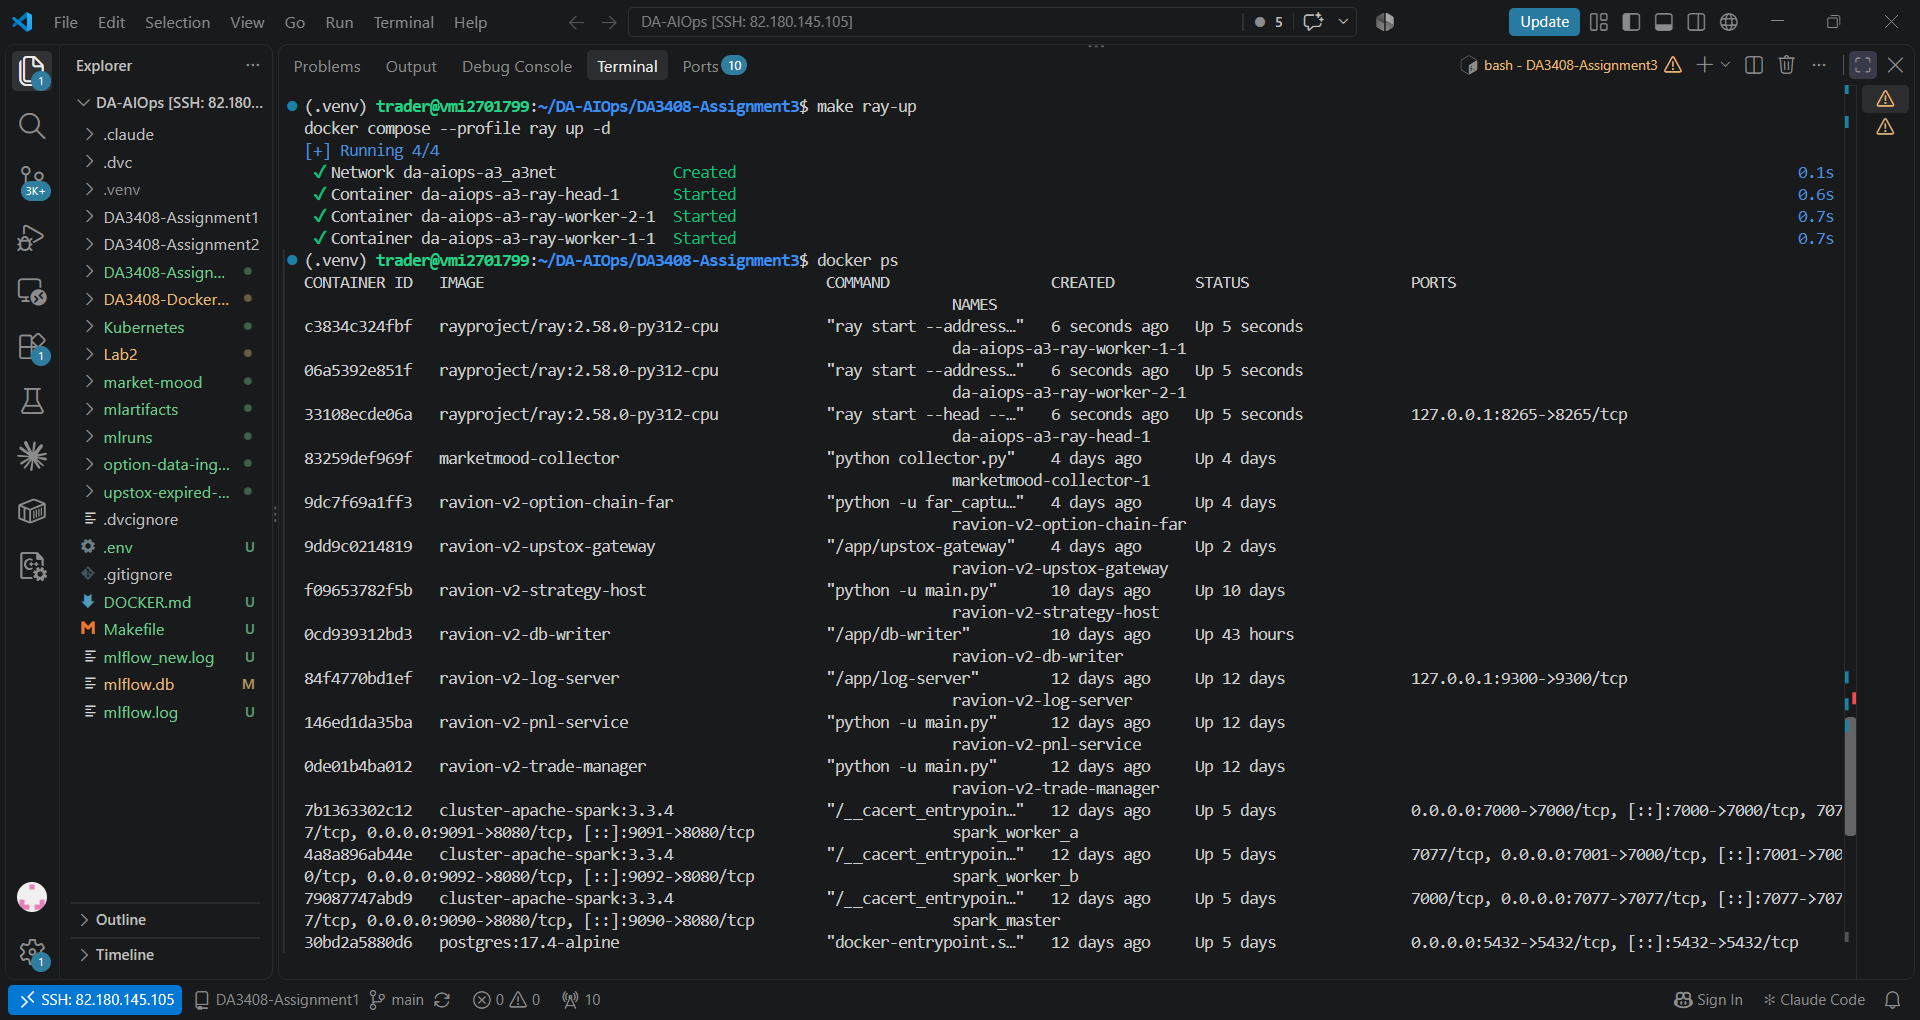 File Edit Selection View Go Run Terminal Help
DA-AIOps [SSH: 82.180.145.105]
5
Update
Explorer
Problems Output Debug Console Terminal Ports 10
bash - DA3408-Assignment3
DA-AIOps [SSH: 82.180...
.claude
.dvc
.venv
DA3408-Assignment1
DA3408-Assignment2
DA3408-Assign...
DA3408-Docker...
Kubernetes
Lab2
market-mood
mlartifacts
mlruns
option-data-ing...
upstox-expired-...
.dvcignore
.env U
.gitignore
DOCKER.md U
Makefile U
mlflow_new.log U
mlflow.db M
mlflow.log U
Outline
Timeline
1
3K+
1
1
(.venv) trader@vmi2701799:~/DA-AIOps/DA3408-Assignment3$ make ray-up
docker compose --profile ray up -d
[+] Running 4/4
✓ Network da-aiops-a3_a3net Created 0.1s
✓ Container da-aiops-a3-ray-head-1 Started 0.6s
✓ Container da-aiops-a3-ray-worker-2-1 Started 0.7s
✓ Container da-aiops-a3-ray-worker-1-1 Started 0.7s
(.venv) trader@vmi2701799:~/DA-AIOps/DA3408-Assignment3$ docker ps
CONTAINER ID IMAGE COMMAND CREATED STATUS PORTS
NAMES
c3834c324fbf rayproject/ray:2.58.0-py312-cpu "ray start --address…" 6 seconds ago Up 5 seconds
da-aiops-a3-ray-worker-1-1
06a5392e851f rayproject/ray:2.58.0-py312-cpu "ray start --address…" 6 seconds ago Up 5 seconds
da-aiops-a3-ray-worker-2-1
33108ecde06a rayproject/ray:2.58.0-py312-cpu "ray start --head --…" 6 seconds ago Up 5 seconds 127.0.0.1:8265->8265/tcp
da-aiops-a3-ray-head-1
83259def969f marketmood-collector "python collector.py" 4 days ago Up 4 days
marketmood-collector-1
9dc7f69a1ff3 ravion-v2-option-chain-far "python -u far_captu…" 4 days ago Up 4 days
ravion-v2-option-chain-far
9dd9c0214819 ravion-v2-upstox-gateway "/app/upstox-gateway" 4 days ago Up 2 days
ravion-v2-upstox-gateway
f09653782f5b ravion-v2-strategy-host "python -u main.py" 10 days ago Up 10 days
ravion-v2-strategy-host
0cd939312bd3 ravion-v2-db-writer "/app/db-writer" 10 days ago Up 43 hours
ravion-v2-db-writer
84f4770bd1ef ravion-v2-log-server "/app/log-server" 12 days ago Up 12 days 127.0.0.1:9300->9300/tcp
ravion-v2-log-server
146ed1da35ba ravion-v2-pnl-service "python -u main.py" 12 days ago Up 12 days
ravion-v2-pnl-service
0de01b4ba012 ravion-v2-trade-manager "python -u main.py" 12 days ago Up 12 days
ravion-v2-trade-manager
7b1363302c12 cluster-apache-spark:3.3.4 "/__cacert_entrypoin…" 12 days ago Up 5 days 0.0.0.0:7000->7000/tcp, [::]:7000->7000/tcp, 707
7/tcp, 0.0.0.0:9091->8080/tcp, [::]:9091->8080/tcp spark_worker_a
4a8a896ab44e cluster-apache-spark:3.3.4 "/__cacert_entrypoin…" 12 days ago Up 5 days 7077/tcp, 0.0.0.0:7001->7000/tcp, [::]:7001->700
0/tcp, 0.0.0.0:9092->8080/tcp, [::]:9092->8080/tcp spark_worker_b
79087747abd9 cluster-apache-spark:3.3.4 "/__cacert_entrypoin…" 12 days ago Up 5 days 7000/tcp, 0.0.0.0:7077->7077/tcp, [::]:7077->707
7/tcp, 0.0.0.0:9090->8080/tcp, [::]:9090->8080/tcp spark_master
30bd2a5880d6 postgres:17.4-alpine "docker-entrypoint.s…" 12 days ago Up 5 days 0.0.0.0:5432->5432/tcp, [::]:5432->5432/tcp
SSH: 82.180.145.105 DA3408-Assignment1 main 0 0 10 Sign In Claude Code